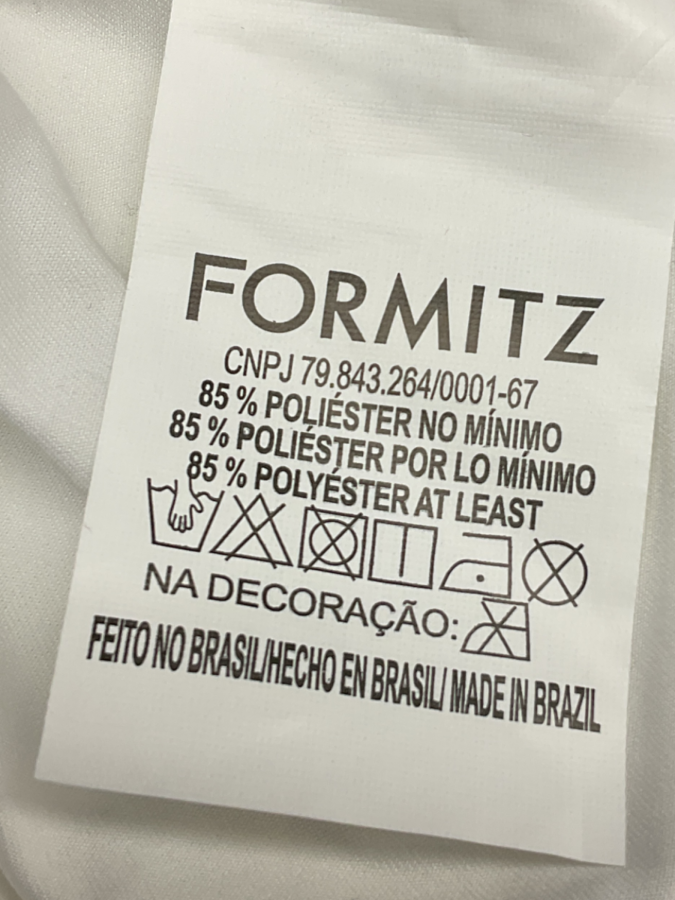 FORMITZ
CNPJ 79.843.264/0001-67
85 % POLIÉSTER NO MÍNIMO
85 % POLIÉSTER POR LO MÍNIMO
85 % POLYÉSTER AT LEAST
NA DECORAÇÃO:
FEITO NO BRASIL/HECHO EN BRASIL/ MADE IN BRAZIL